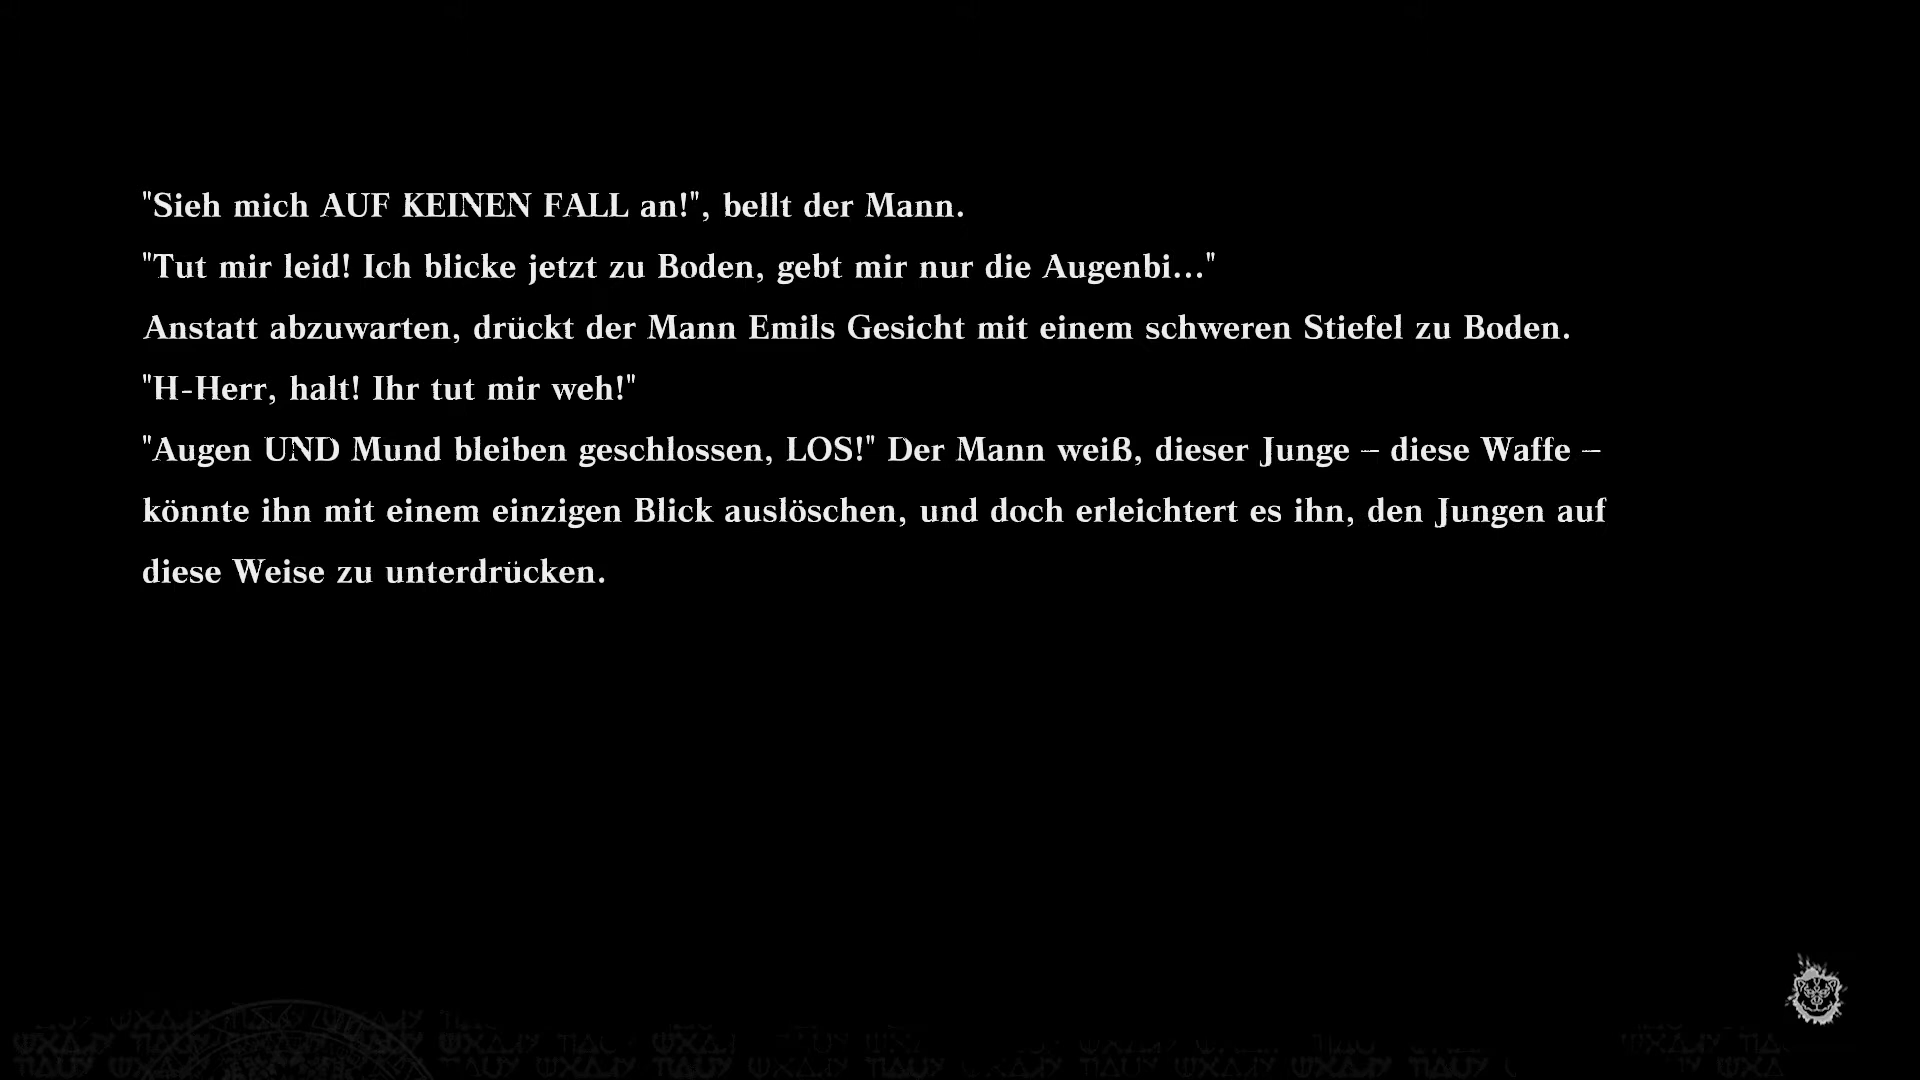 "Sieh mich AUF KEINEN FALL an!", bellt der Mann.
"Tut mir leid! Ich blicke jetzt zu Boden, gebt mir nur die Augenbi..."
Anstatt abzuwarten, drückt der Mann Emils Gesicht mit einem schweren Stiefel zu Boden.
"H-Herr, halt! Ihr tut mir weh!"
"Augen UND Mund bleiben geschlossen, LOS!" Der Mann weiß, dieser Junge – diese Waffe –
könnte ihn mit einem einzigen Blick auslöschen, und doch erleichtert es ihn, den Jungen auf
diese Weise zu unterdrücken.